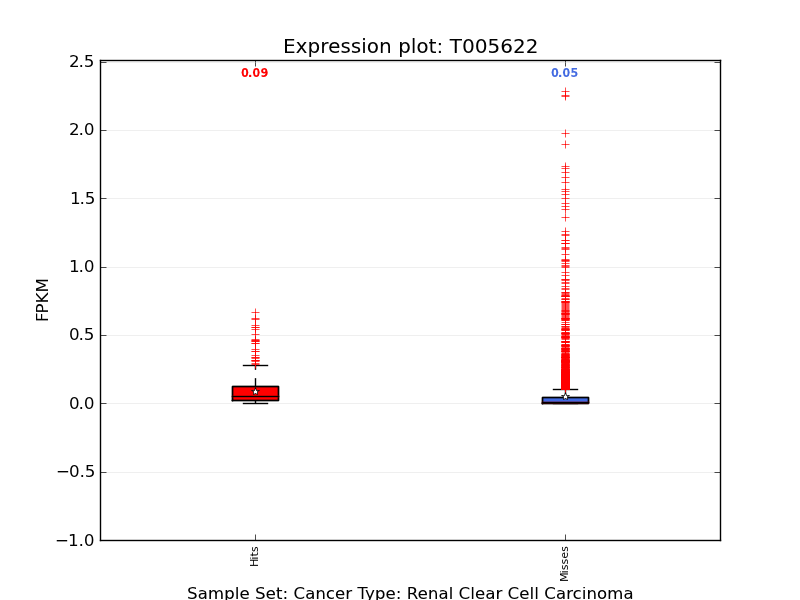 Expression plot: T005622
0.09 0.05
2.5
2.0
1.5
1.0
0.5
0.0
−0.5
−1.0
FPKM
Hits
Misses
Sample Set: Cancer Type: Renal Clear Cell Carcinoma